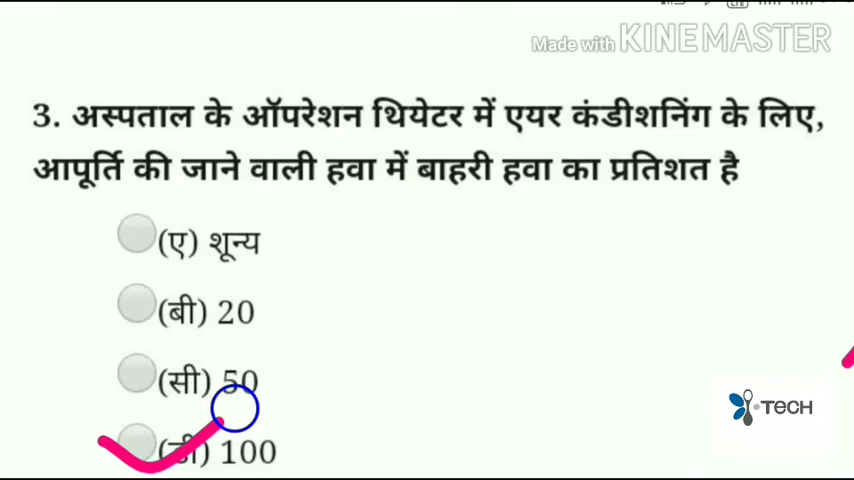 Made with KINEMASTER
3. अस्पताल के ऑपरेशन थियेटर में एयर कंडीशनिंग के लिए,
आपूर्ति की जाने वाली हवा में बाहरी हवा का प्रतिशत है
(ए) शून्य
(बी) 20
(सी) 50
(डी) 100
TECH